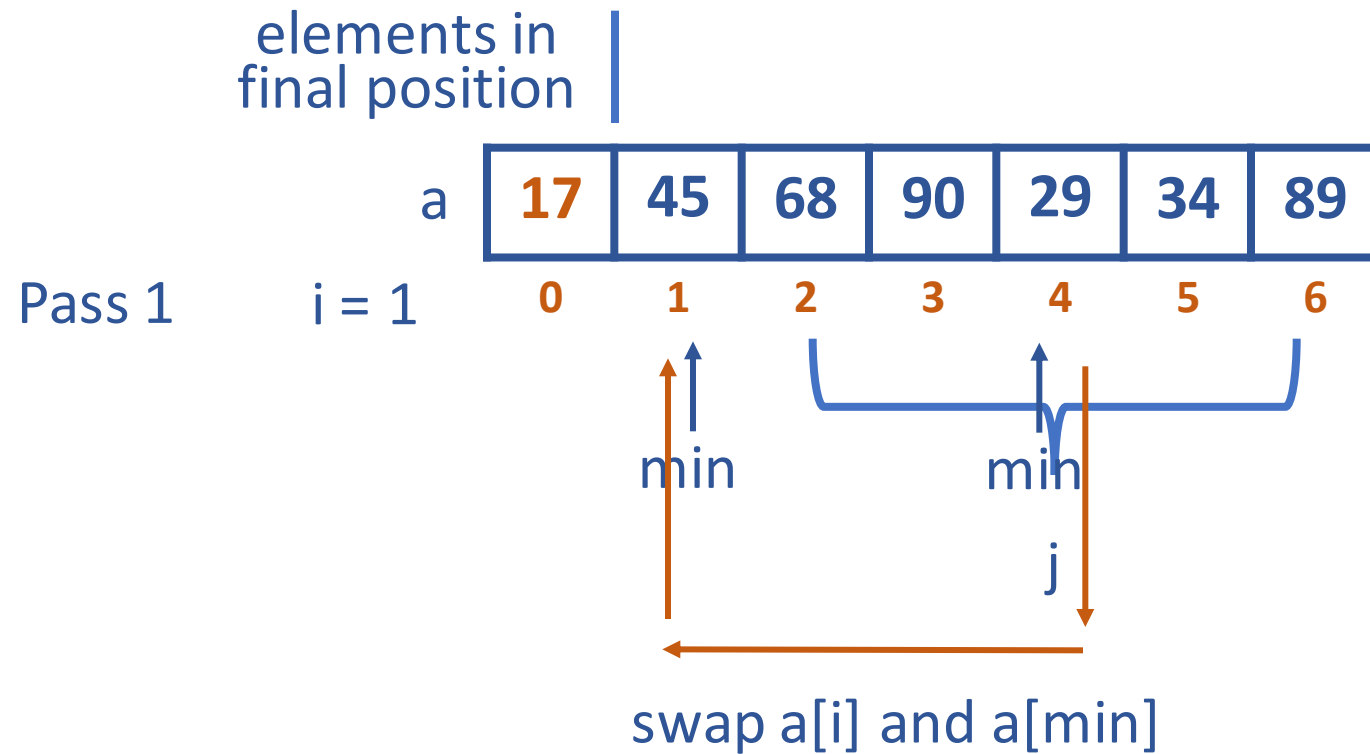 elements in
final position
a 17 45 68 90 29 34 89
Pass 1 i = 1 0 1 2 3 4 5 6
min min
j
swap a[i] and a[min]